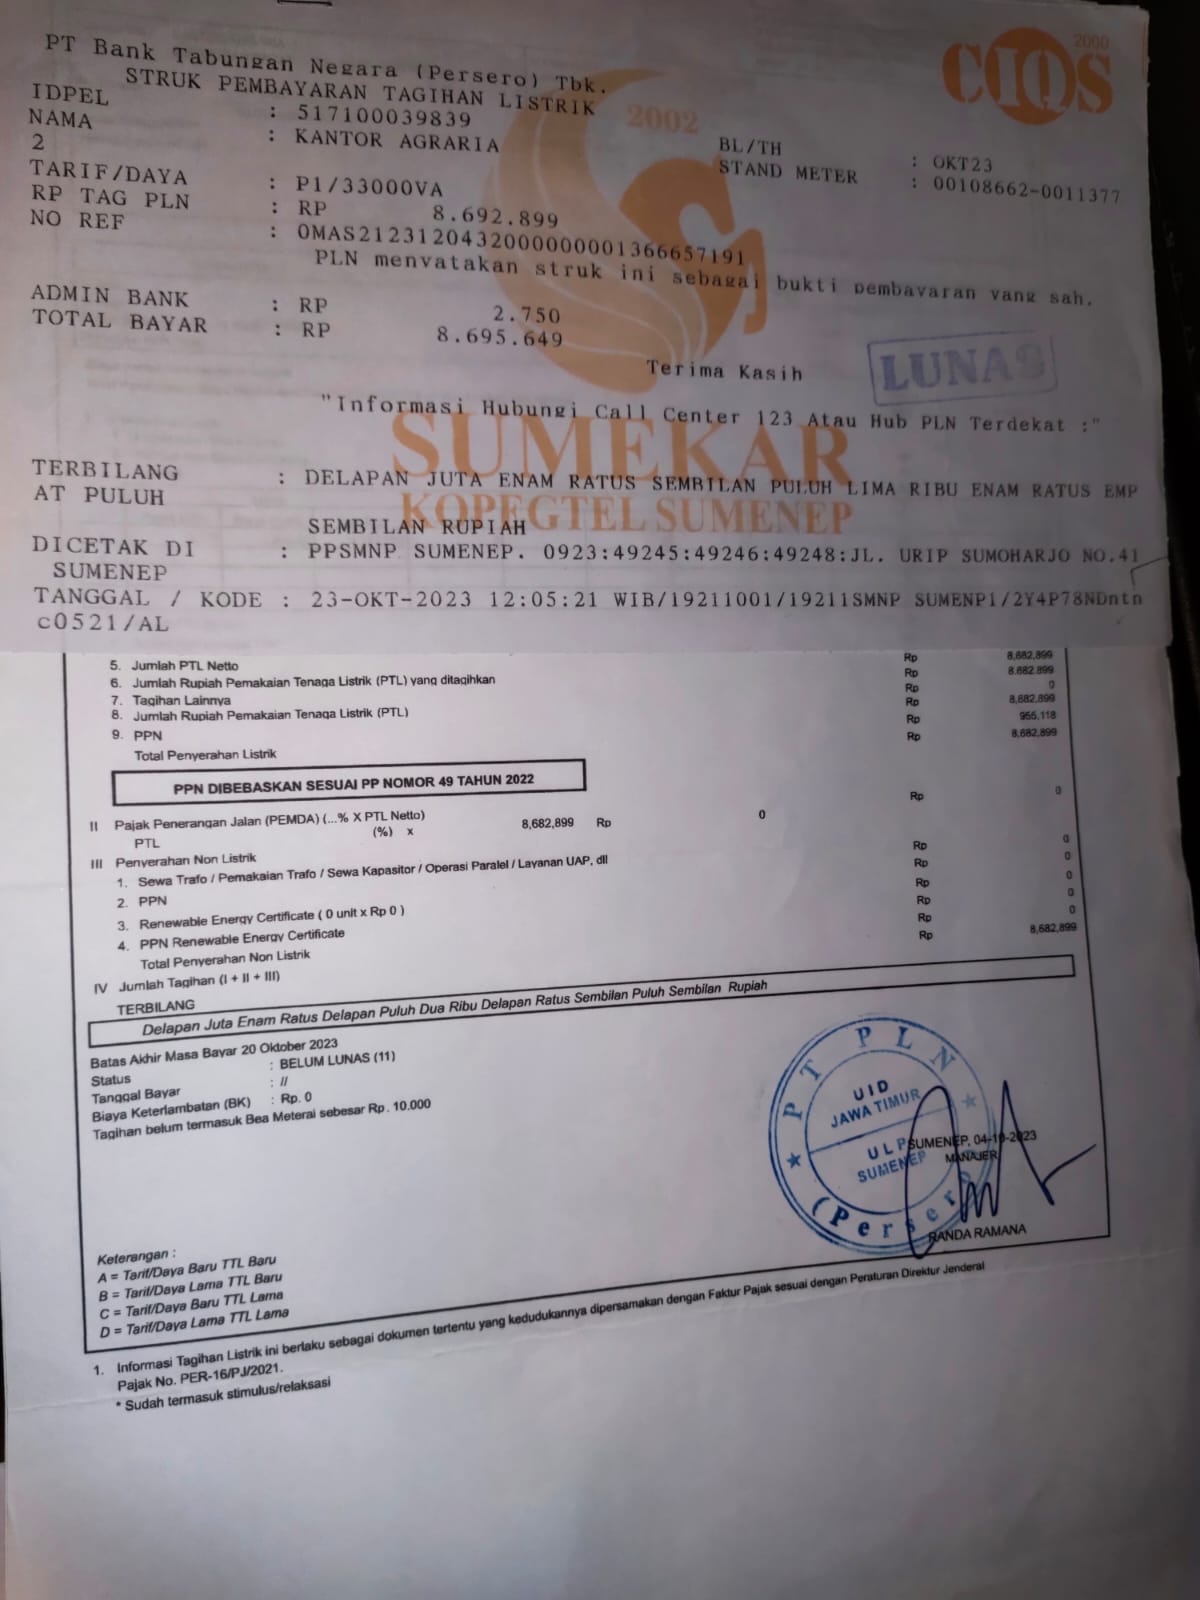 CIQS
2000
PT Bank Tabungan Negara (Persero) Tbk.
STRUK PEMBAYARAN TAGIHAN LISTRIK
2002
IDPEL : 517100039839
NAMA : KANTOR AGRARIA
2
BL/TH : OKT23
STAND METER : 00108662-0011377
TARIF/DAYA : P1/33000VA
RP TAG PLN : RP 8.692.899
NO REF : 0MAS21231204320000000001366657191
PLN menyatakan struk ini sebagai bukti pembayaran yang sah.
ADMIN BANK : RP 2.750
TOTAL BAYAR : RP 8.695.649
Terima Kasih
LUNAS
"Informasi Hubungi Call Center 123 Atau Hub PLN Terdekat :"
SUMEKAR
KOPEGTEL SUMENEP
TERBILANG : DELAPAN JUTA ENAM RATUS SEMBILAN PULUH LIMA RIBU ENAM RATUS EMP
AT PULUH
SEMBILAN RUPIAH
DICETAK DI : PPSMNP SUMENEP. 0923:49245:49246:49248:JL. URIP SUMOHARJO NO.41
SUMENEP
TANGGAL / KODE : 23-OKT-2023 12:05:21 WIB/19211001/19211SMNP SUMENP1/2Y4P78NDntn
c0521/AL
5. Jumlah PTL Netto Rp 8,682,899
6. Jumlah Rupiah Pemakaian Tenaga Listrik (PTL) yang ditagihkan Rp 8.682.899
7. Tagihan Lainnya Rp 0
8. Jumlah Rupiah Pemakaian Tenaga Listrik (PTL) Rp 8,682,899
9. PPN Rp 955,118
Total Penyerahan Listrik Rp 8,682,899
PPN DIBEBASKAN SESUAI PP NOMOR 49 TAHUN 2022
II Pajak Penerangan Jalan (PEMDA) (...% X PTL Netto) Rp 0
PTL (%) x 8,682,899 Rp 0
III Penyerahan Non Listrik
1. Sewa Trafo / Pemakaian Trafo / Sewa Kapasitor / Operasi Paralel / Layanan UAP, dll Rp 0
2. PPN Rp 0
3. Renewable Energy Certificate ( 0 unit x Rp 0 ) Rp 0
4. PPN Renewable Energy Certificate Rp 0
Total Penyerahan Non Listrik Rp 0
IV Jumlah Tagihan (I + II + III) Rp 8,682,899
TERBILANG
Delapan Juta Enam Ratus Delapan Puluh Dua Ribu Delapan Ratus Sembilan Puluh Sembilan Rupiah
Batas Akhir Masa Bayar 20 Oktober 2023
Status : BELUM LUNAS (11)
Tanggal Bayar : //
Biaya Keterlambatan (BK) : Rp. 0
Tagihan belum termasuk Bea Meterai sebesar Rp. 10.000
PT PLN
UID
JAWA TIMUR
ULP
SUMENEP
(Persero)
SUMENEP, 04-10-2023
MANAJER
RANDA RAMANA
Keterangan :
A = Tarif/Daya Baru TTL Baru
B = Tarif/Daya Lama TTL Baru
C = Tarif/Daya Baru TTL Lama
D = Tarif/Daya Lama TTL Lama
1. Informasi Tagihan Listrik ini berlaku sebagai dokumen tertentu yang kedudukannya dipersamakan dengan Faktur Pajak sesuai dengan Peraturan Direktur Jenderal
Pajak No. PER-16/PJ/2021.
* Sudah termasuk stimulus/relaksasi